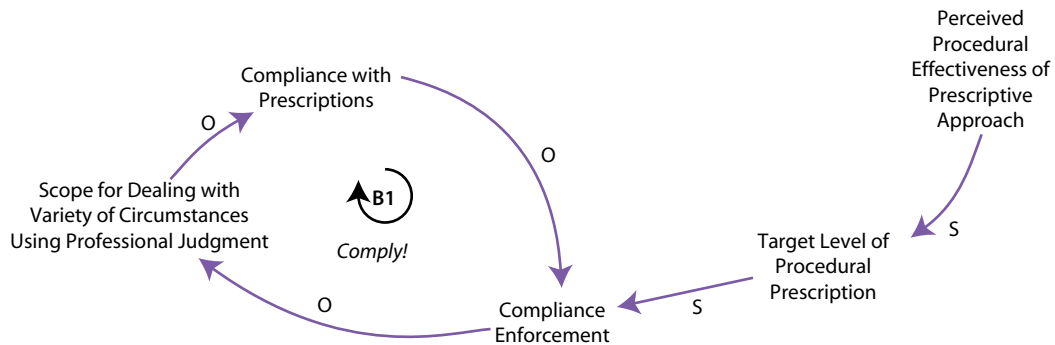 Perceived
Procedural
Effectiveness of
Prescriptive
Approach
Compliance with
Prescriptions
O
O
Scope for Dealing with
Variety of Circumstances
Using Professional Judgment
B1
Comply!
S
Target Level of
Procedural
Prescription
O
Compliance
Enforcement
S